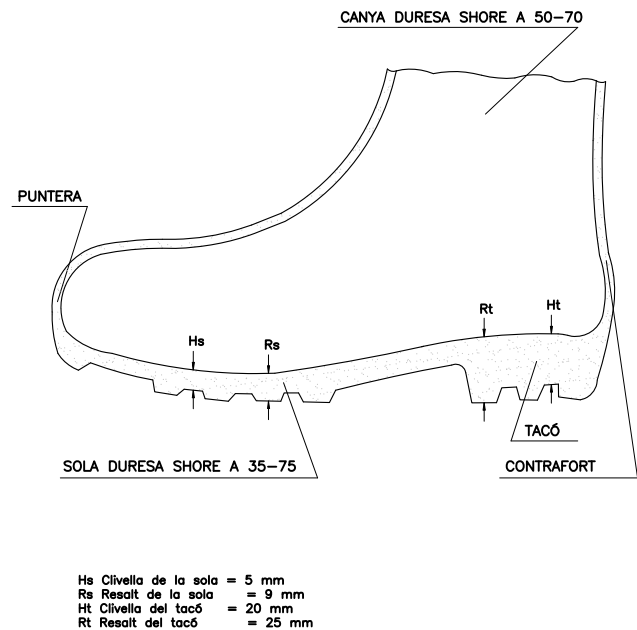 CANYA DURESA SHORE A 50-70
PUNTERA
Hs
Rs
Rt
Ht
TACÓ
SOLA DURESA SHORE A 35-75
CONTRAFORT
Hs Clivella de la sola = 5 mm
Rs Resalt de la sola = 9 mm
Ht Clivella del tacó = 20 mm
Rt Resalt del tacó = 25 mm